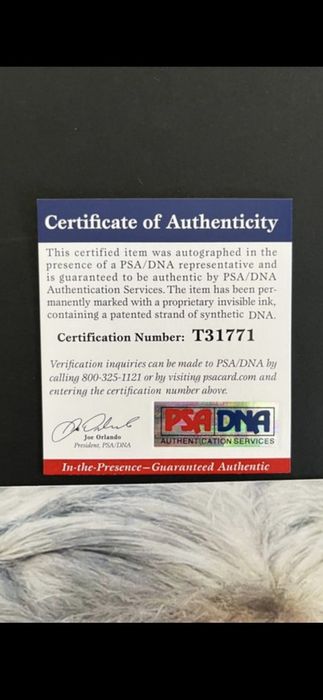 Certificate of Authenticity
This certified item was autographed in the
presence of a PSA/DNA representative and
is guaranteed to be authentic by PSA/DNA
Authentication Services. The item has been per-
manently marked with a proprietary invisible ink,
containing a patented strand of synthetic DNA.
Certification Number: T31771
Verification inquiries can be made to PSA/DNA by
calling 800-325-1121 or by visiting psacard.com and
entering the certification number above.
Joe Orlando
President, PSA/DNA
PSA DNA
AUTHENTICATION SERVICES
In-the-Presence—Guaranteed Authentic